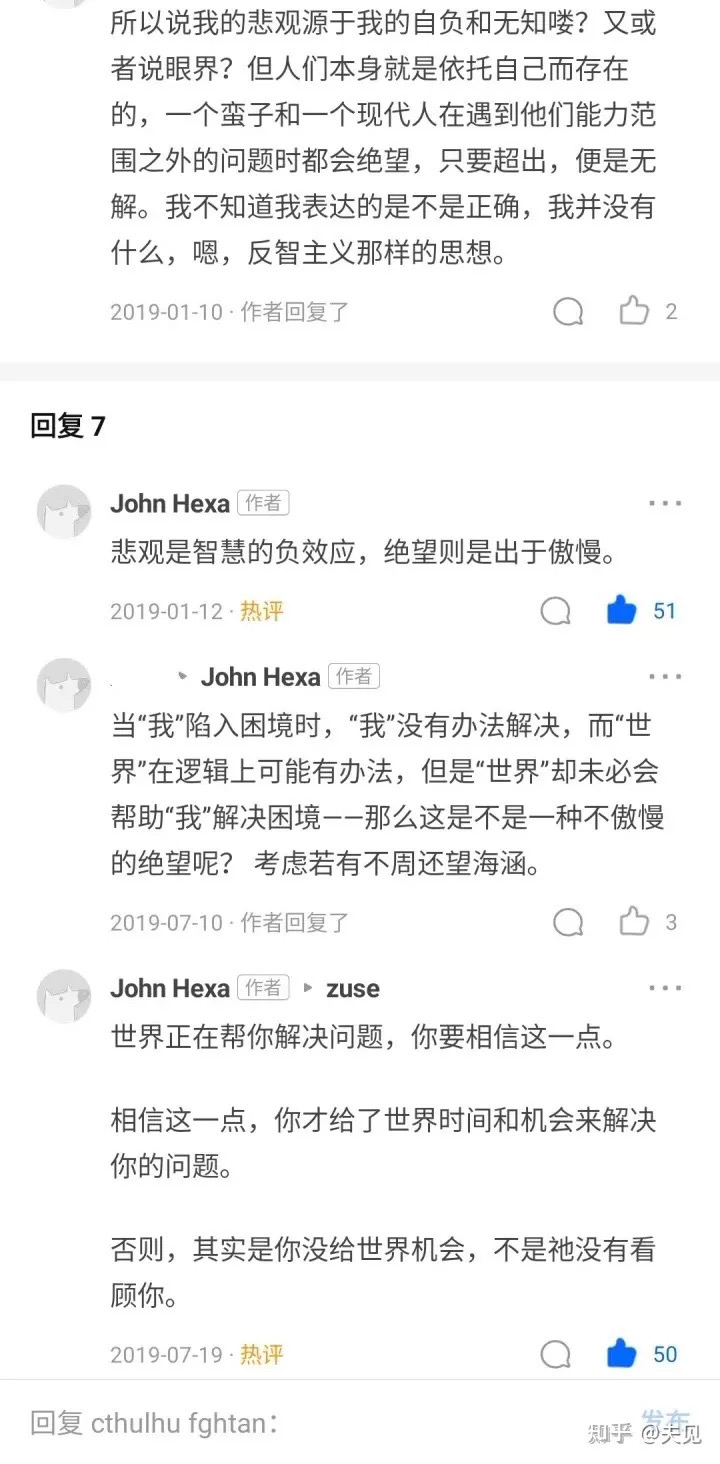 所以说我的悲观源于我的自负和无知喽？又或
者说眼界？但人们本身就是依托自己而存在
的，一个蛮子和一个现代人在遇到他们能力范
围之外的问题时都会绝望，只要超出，便是无
解。我不知道我表达的是不是正确，我并没有
什么，嗯，反智主义那样的思想。
2019-01-10 · 作者回复了 2
回复 7
John Hexa 作者
悲观是智慧的负效应，绝望则是出于傲慢。
2019-01-12 · 热评 51
John Hexa 作者
当“我”陷入困境时，“我”没有办法解决，而“世
界”在逻辑上可能有办法，但是“世界”却未必会
帮助“我”解决困境——那么这是不是一种不傲慢
的绝望呢？ 考虑若有不周还望海涵。
2019-07-10 · 作者回复了 3
John Hexa 作者 zuse
世界正在帮你解决问题，你要相信这一点。
相信这一点，你才给了世界时间和机会来解决
你的问题。
否则，其实是你没给世界机会，不是祂没有看
顾你。
2019-07-19 · 热评 50
回复 cthulhu fghtan： 发布
知乎 @天见